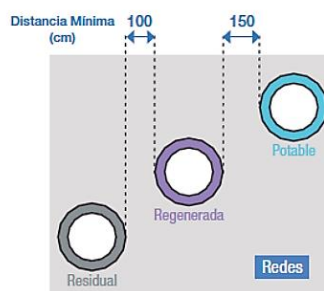 Distancia Mínima 100 150
(cm)
Potable
Regenerada
Residual
Redes